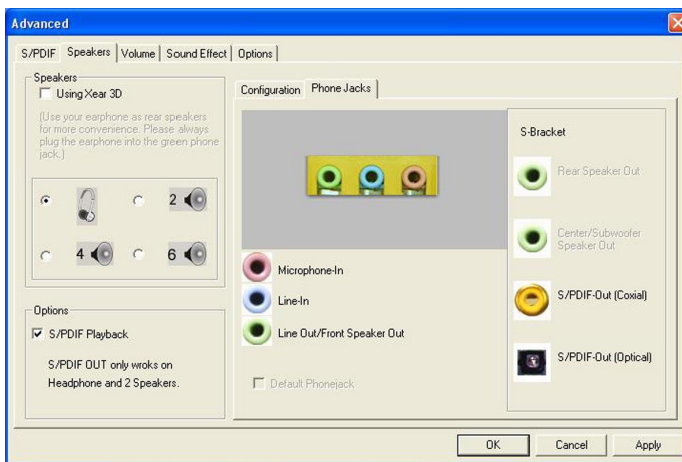 Advanced
S/PDIF Speakers Volume Sound Effect Options
Speakers
Using Xear 3D
(Use your earphone as rear speakers
for more convenience. Please always
plug the earphone into the green phone
jack.)
2
4 6
Options
S/PDIF Playback
S/PDIF OUT only wroks on
Headphone and 2 Speakers.
Configuration Phone Jacks
Microphone-In
Line-In
Line Out/Front Speaker Out
Default Phonejack
S-Bracket
Rear Speaker Out
Center/Subwoofer
Speaker Out
S/PDIF-Out (Coxial)
S/PDIF-Out (Optical)
OK Cancel Apply